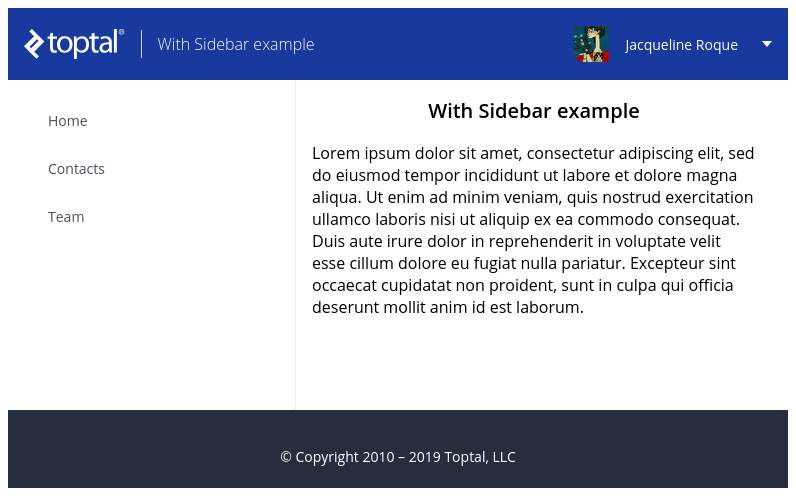 toptal®
With Sidebar example
Jacqueline Roque
Home
Contacts
Team
With Sidebar example
Lorem ipsum dolor sit amet, consectetur adipiscing elit, sed
do eiusmod tempor incididunt ut labore et dolore magna
aliqua. Ut enim ad minim veniam, quis nostrud exercitation
ullamco laboris nisi ut aliquip ex ea commodo consequat.
Duis aute irure dolor in reprehenderit in voluptate velit
esse cillum dolore eu fugiat nulla pariatur. Excepteur sint
occaecat cupidatat non proident, sunt in culpa qui officia
deserunt mollit anim id est laborum.
© Copyright 2010 – 2019 Toptal, LLC